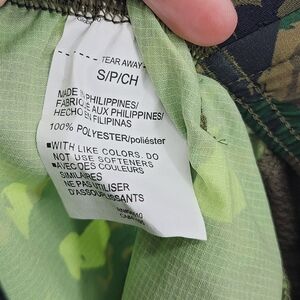 TEAR AWAY
S/P/CH
MADE IN PHILIPPINES/
FABRIQUÉ AUX PHILIPPINES/
HECHO EN FILIPINAS
100% POLYESTER/poliéster
■WITH LIKE COLORS. DO
NOT USE SOFTENERS
■AVEC DES COULEURS
SIMILAIRES
NE PAS UTILISER
D'ASSOUPLISSANTS